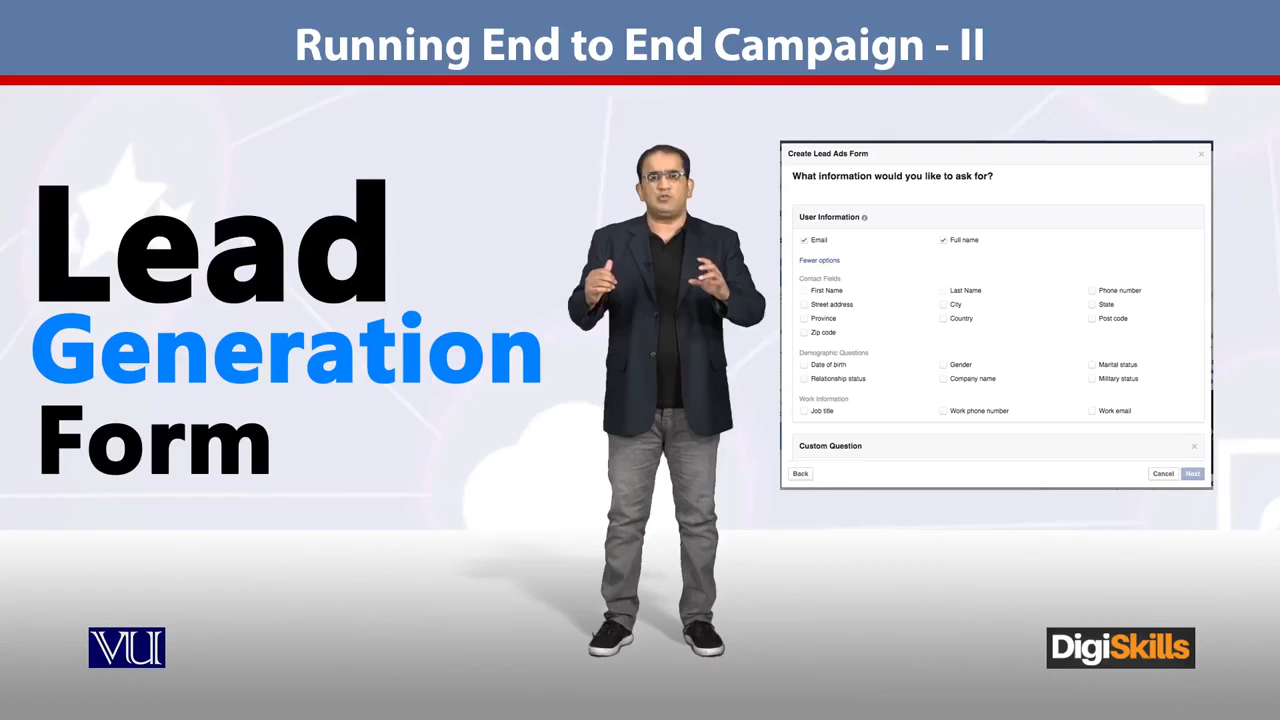 Running End to End Campaign - II
Lead
Generation
Form
Create Lead Ads Form
What information would you like to ask for?
User Information
Email Full name
Fewer options
Contact Fields
First Name Last Name Phone number
Street address City State
Province Country Post code
Zip code
Demographic Questions
Date of birth Gender Marital status
Relationship status Company name Military status
Work Information
Job title Work phone number Work email
Custom Question
Back Cancel Next
VU
DigiSkills